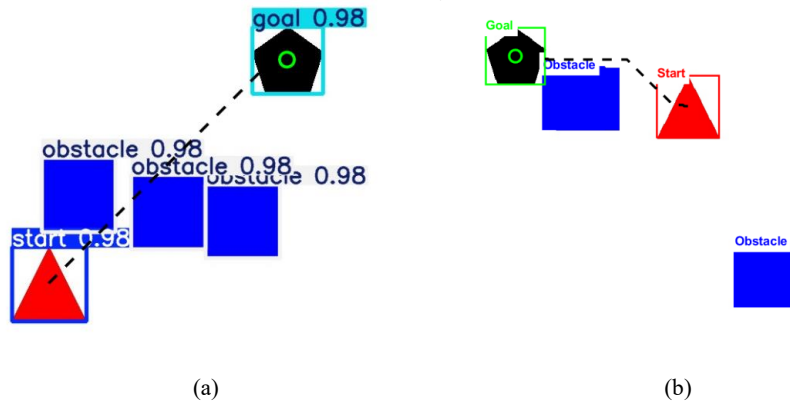 goal 0.98
obstacle 0.98
obstacle 0.98
obstacle 0.98
start 0.98
(a)
Goal
Obstacle
Start
Obstacle
(b)